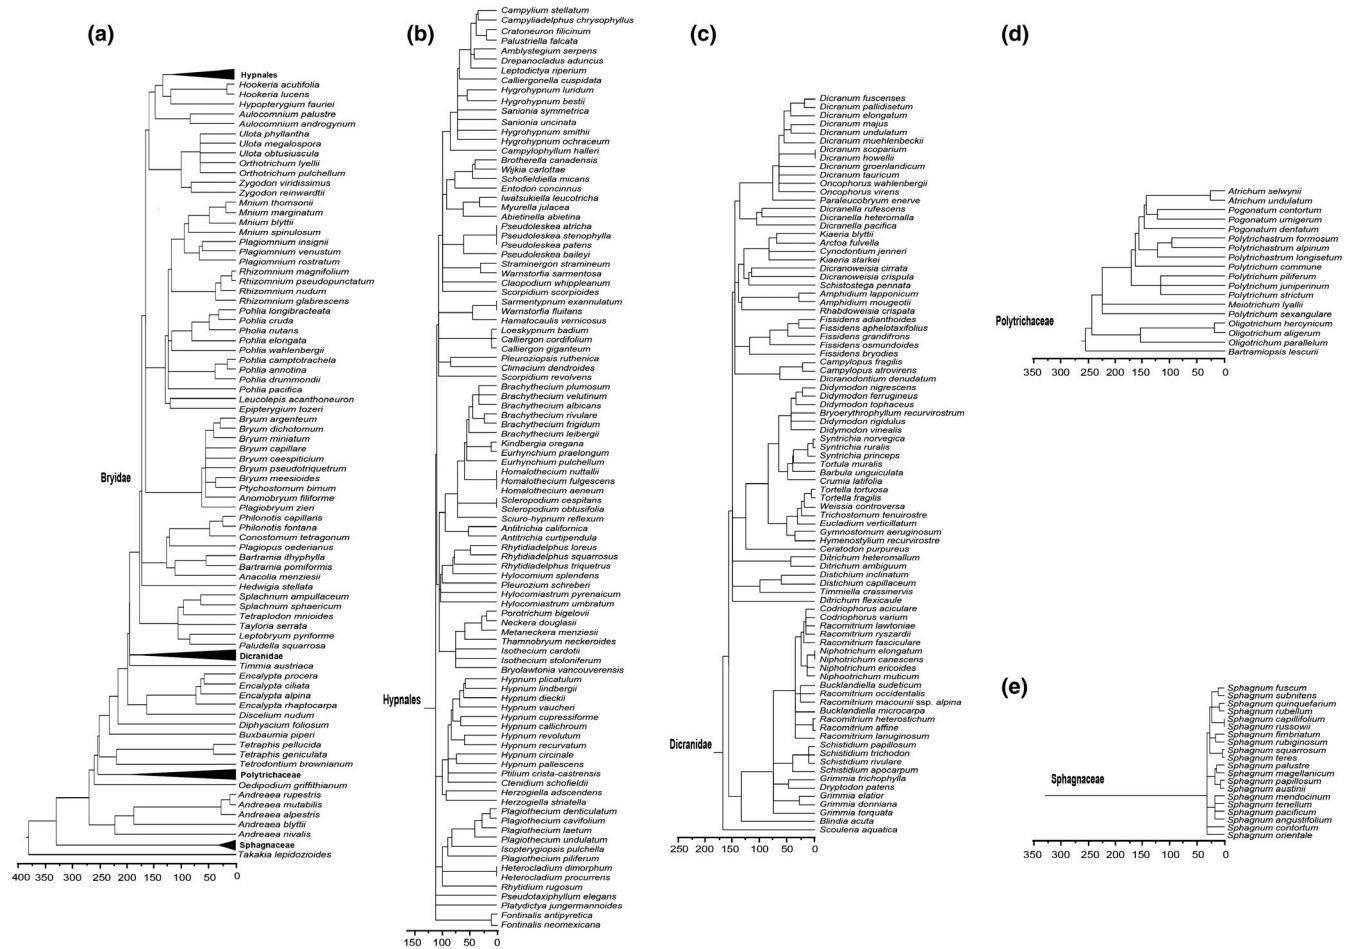 (a)
Hypnales
Hookeria acutifolia
Hookeria lucens
Hypopterygium fauriei
Aulocomnium palustre
Aulocomnium androgynum
Ulota phyllantha
Ulota megalospora
Ulota obtusiuscula
Orthotrichum lyellii
Orthotrichum pulchellum
Zygodon viridissimus
Zygodon reinwardtii
Mnium thomsonii
Mnium marginatum
Mnium blyttii
Mnium spinulosum
Plagiomnium insignii
Plagiomnium venustum
Plagiomnium rostratum
Rhizomnium magnifolium
Rhizomnium pseudopunctatum
Rhizomnium nudum
Rhizomnium glabrescens
Pohlia longibracteata
Pohlia cruda
Pholia nutans
Pohlia elongata
Pohlia wahlenbergii
Pohlia camptotrachela
Pohlia annotina
Pohlia drummondii
Pohlia pacifica
Leucolepis acanthoneuron
Epipterygium tozeri
Bryum argenteum
Bryum dichotomum
Bryum miniatum
Bryum capillare
Bryum caespiticium
Bryum pseudotriquetrum
Bryum meesioides
Ptychostomum bimum
Anomobryum filiforme
Plagiobryum zieri
Bryidae
Philonotis capillaris
Philonotis fontana
Conostomum tetragonum
Plagiopus oederianus
Bartramia ithyphylla
Bartramia pomiformis
Anacolia menziesii
Hedwigia stellata
Splachnum ampullaceum
Splachnum sphaericum
Tetraplodon mnioides
Tayloria serrata
Leptobryum pyriforme
Paludella squarrosa
Dicranidae
Timmia austriaca
Encalypta procera
Encalypta ciliata
Encalypta alpina
Encalypta rhaptocarpa
Discelium nudum
Diphyscium foliosum
Buxbaumia piperi
Tetraphis pellucida
Tetraphis geniculata
Tetrodontium brownianum
Polytrichaceae
Oedipodium griffithianum
Andreaea rupestris
Andreaea mutabilis
Andreaea alpestris
Andreaea blyttii
Andreaea nivalis
Sphagnaceae
Takakia lepidozioides
400 350 300 250 200 150 100 50 0
(b)
Campylium stellatum
Campyliadelphus chrysophyllus
Cratoneuron filicinum
Palustriella falcata
Amblystegium serpens
Drepanocladus aduncus
Leptodictya riperium
Calliergonella cuspidata
Hygrohypnum luridum
Hygrohypnum bestii
Sanionia symmetrica
Sanionia uncinata
Hygrohypnum smithii
Hygrohypnum ochraceum
Campylophyllum halleri
Brotherella canadensis
Wijkia carlottae
Schofieldiella micans
Entodon concinnus
Iwatsukiella leucotricha
Myurella julacea
Abietinella abietina
Pseudoleskea atricha
Pseudoleskea stenophylla
Pseudoleskea patens
Pseudoleskea baileyi
Straminergon stramineum
Warnstorfia sarmentosa
Claopodium whippleanum
Scorpidium scorpioides
Sarmentypnum exannulatum
Warnstorfia fluitans
Hamatocaulis vernicosus
Loeskypnum badium
Calliergon cordifolium
Calliergon giganteum
Pleuroziopsis ruthenica
Climacium dendroides
Scorpidium revolvens
Brachythecium plumosum
Brachythecium velutinum
Brachythecium albicans
Brachythecium rivulare
Brachythecium frigidum
Brachythecium leibergii
Kindbergia oregana
Eurhynchium praelongum
Eurhynchium pulchellum
Homalothecium nuttallii
Homalothecium fulgescens
Homalothecium aeneum
Scleropodium cespitans
Scleropodium obtusifolia
Sciuro-hypnum reflexum
Antitrichia californica
Antitrichia curtipendula
Rhytidiadelphus loreus
Rhytidiadelphus squarrosus
Rhytidiadelphus triquetrus
Hylocomium splendens
Pleurozium schreberi
Hylocomiastrum pyrenaicum
Hylocomiastrum umbratum
Porotrichum bigelovii
Neckera douglasii
Metaneckera menziesii
Thamnobryum neckeroides
Isothecium cardotii
Isothecium stoloniferum
Bryolawtonia vancouverensis
Hypnum plicatulum
Hypnum lindbergii
Hypnum dieckii
Hypnum vaucheri
Hypnales
Hypnum cupressiforme
Hypnum callichroum
Hypnum revolutum
Hypnum recurvatum
Hypnum circinale
Hypnum pallescens
Ptilium crista-castrensis
Ctenidium schofieldii
Herzogiella adscendens
Herzogiella striatella
Plagiothecium denticulatum
Plagiothecium cavifolium
Plagiothecium laetum
Plagiothecium undulatum
Isopterygiopsis pulchella
Plagiothecium piliferum
Heterocladium dimorphum
Heterocladium procurrens
Rhytidium rugosum
Pseudotaxiphyllum elegans
Platydictya jungermannoides
Fontinalis antipyretica
Fontinalis neomexicana
150 100 50 0
(c)
Dicranum fuscenses
Dicranum pallidisetum
Dicranum elongatum
Dicranum majus
Dicranum undulatum
Dicranum muehlenbeckii
Dicranum scoparium
Dicranum howellii
Dicranum groenlandicum
Dicranum tauricum
Oncophorus wahlenbergii
Oncophorus virens
Paraleucobryum enerve
Dicranella rufescens
Dicranella heteromalla
Dicranella pacifica
Kiaeria blyttii
Arctoa fulvella
Cynodontium jenneri
Kiaeria starkei
Dicranoweisia cirrata
Dicranoweisia crispula
Schistostega pennata
Amphidium lapponicum
Amphidium mougeotii
Rhabdoweisia crispata
Fissidens adianthoides
Fissidens aphelotaxifolius
Fissidens grandifrons
Fissidens osmundoides
Fissidens bryodies
Campylopus fragilis
Campylopus atrovirens
Dicranodontium denudatum
Didymodon nigrescens
Didymodon ferrugineus
Didymodon tophaceus
Bryoerythrophyllum recurvirostrum
Didymodon rigidulus
Didymodon vinealis
Syntrichia norvegica
Syntrichia ruralis
Syntrichia princeps
Tortula muralis
Barbula unguiculata
Crumia latifolia
Tortella tortuosa
Tortella fragilis
Weissia controversa
Trichostomum tenuirostre
Eucladium verticillatum
Gymnostomum aeruginosum
Hymenostylium recurvirostre
Ceratodon purpureus
Ditrichum heteromallum
Ditrichum ambiguum
Distichium inclinatum
Distichium capillaceum
Timmiella crassinervis
Ditrichum flexicaule
Codriophorus aciculare
Codriophorus varium
Racomitrium lawtoniae
Racomitrium ryszardii
Racomitrium fasciculare
Niphotrichum elongatum
Niphotrichum canescens
Niphotrichum ericoides
Niphootrichum muticum
Bucklandiella sudeticum
Racomitrium occidentalis
Racomitrium macounii ssp. alpina
Bucklandiella microcarpa
Racomitrium heterostichum
Racomitrium affine
Racomitrium lanuginosum
Dicranidae
Schistidium papillosum
Schistidium trichodon
Schistidium rivulare
Schistidium apocarpum
Grimmia trichophylla
Dryptodon patens
Grimmia elatior
Grimmia donniana
Grimmia torquata
Blindia acuta
Scouleria aquatica
250 200 150 100 50 0
(d)
Atrichum selwynii
Atrichum undulatum
Pogonatum contortum
Pogonatum urnigerum
Pogonatum dentatum
Polytrichastrum formosum
Polytrichastrum alpinum
Polytrichastrum longisetum
Polytrichum commune
Polytrichum piliferum
Polytrichum juniperinum
Polytrichum strictum
Meiotrichum lyallii
Polytrichum sexangulare
Polytrichaceae
Oligotrichum hercynicum
Oligotrichum aligerum
Oligotrichum parallelum
Bartramiopsis lescurii
350 300 250 200 150 100 50 0
(e)
Sphagnum fuscum
Sphagnum subnitens
Sphagnum quinquefarium
Sphagnum rubellum
Sphagnum capillifolium
Sphagnum russowii
Sphagnum fimbriatum
Sphagnum rubiginosum
Sphagnum squarrosum
Sphagnum teres
Sphagnum palustre
Sphagnum magellanicum
Sphagnum papillosum
Sphagnum austinii
Sphagnaceae
Sphagnum mendocinum
Sphagnum tenellum
Sphagnum pacificum
Sphagnum angustifolium
Sphagnum contortum
Sphagnum orientale
350 300 250 200 150 100 50 0